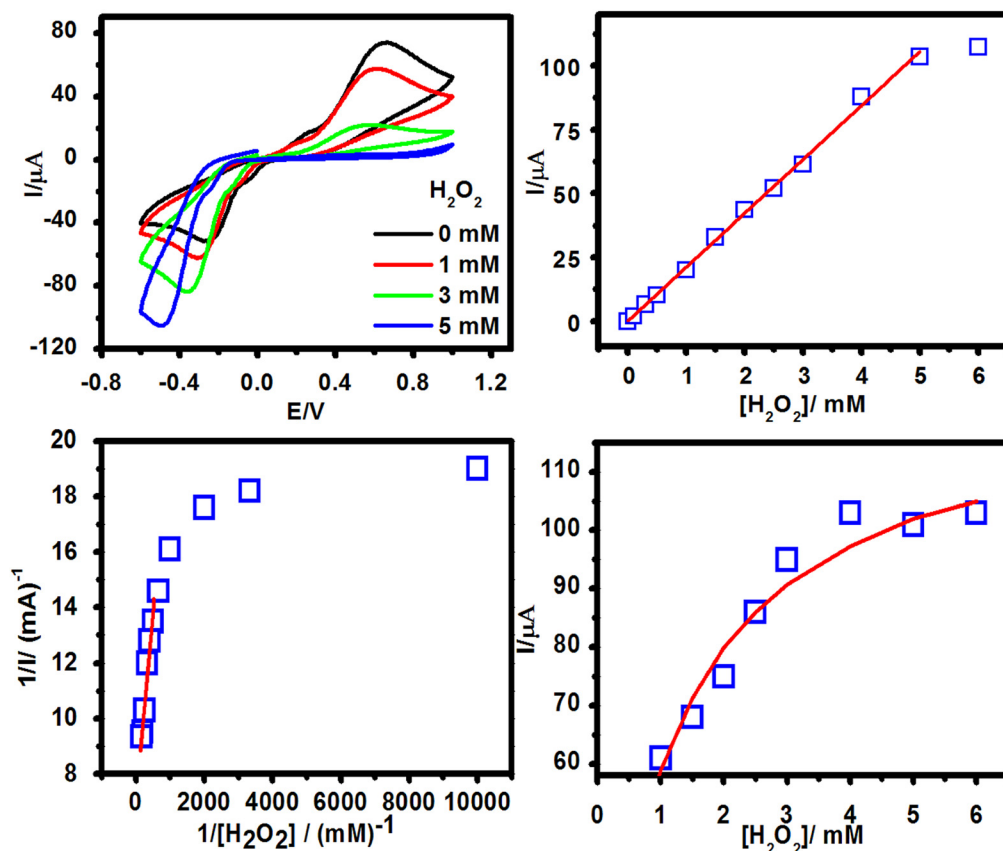 80
40
0
-40
-80
-120
I/μA
H₂O₂
0 mM
1 mM
3 mM
5 mM
-0.8 -0.4 0.0 0.4 0.8 1.2
E/V
100
75
50
25
0
I/μA
0 1 2 3 4 5 6
[H₂O₂]/ mM
20
18
16
14
12
10
8
1/I/ (mA)⁻¹
0 2000 4000 6000 8000 10000
1/[H₂O₂] / (mM)⁻¹
110
100
90
80
70
60
I/μA
0 1 2 3 4 5 6
[H₂O₂]/ mM